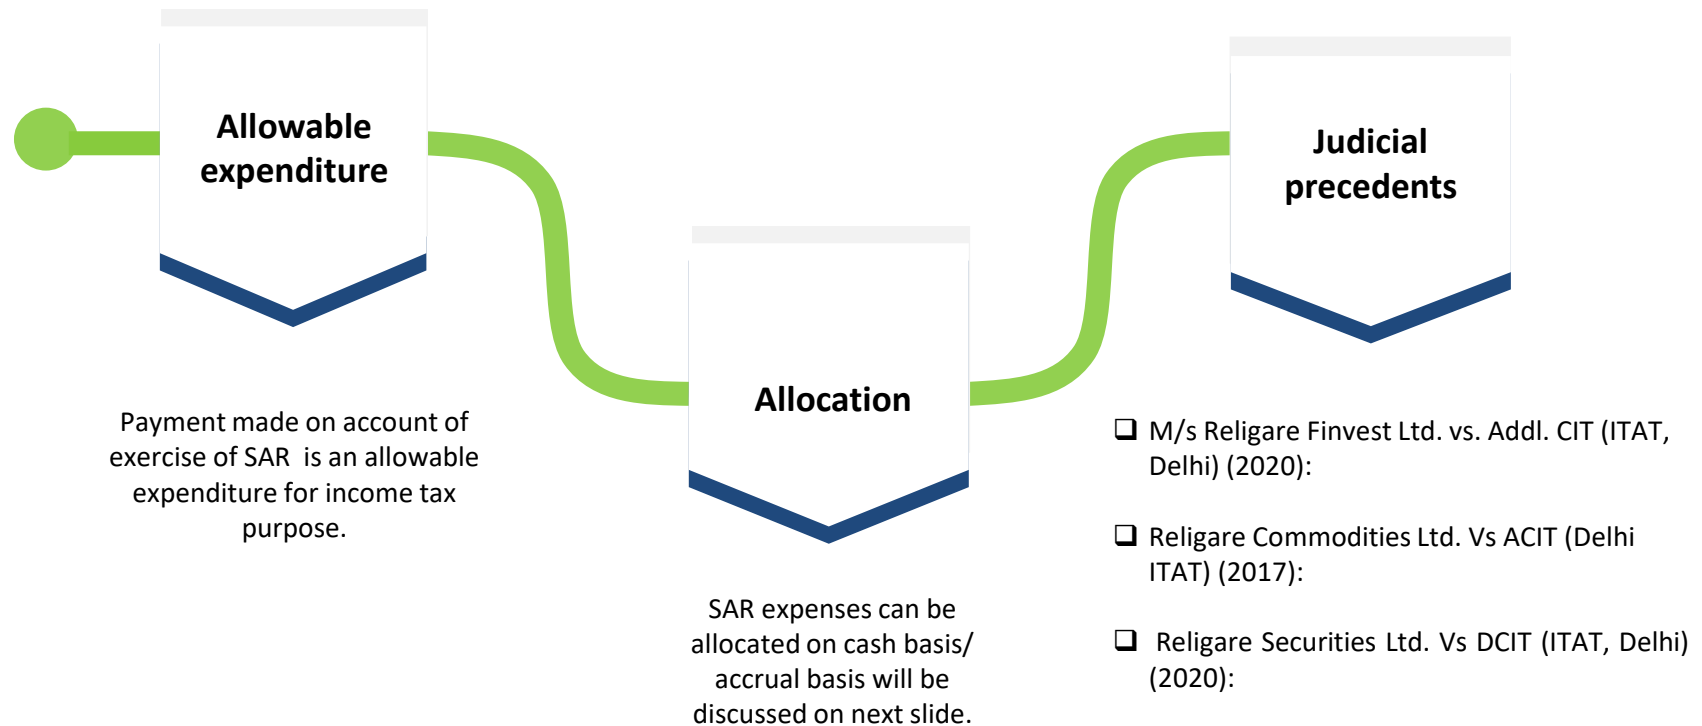 Allowable
expenditure
Payment made on account of
exercise of SAR is an allowable
expenditure for income tax
purpose.
Allocation
SAR expenses can be
allocated on cash basis/
accrual basis will be
discussed on next slide.
Judicial
precedents
❑ M/s Religare Finvest Ltd. vs. Addl. CIT (ITAT,
Delhi) (2020):
❑ Religare Commodities Ltd. Vs ACIT (Delhi
ITAT) (2017):
❑ Religare Securities Ltd. Vs DCIT (ITAT, Delhi)
(2020):